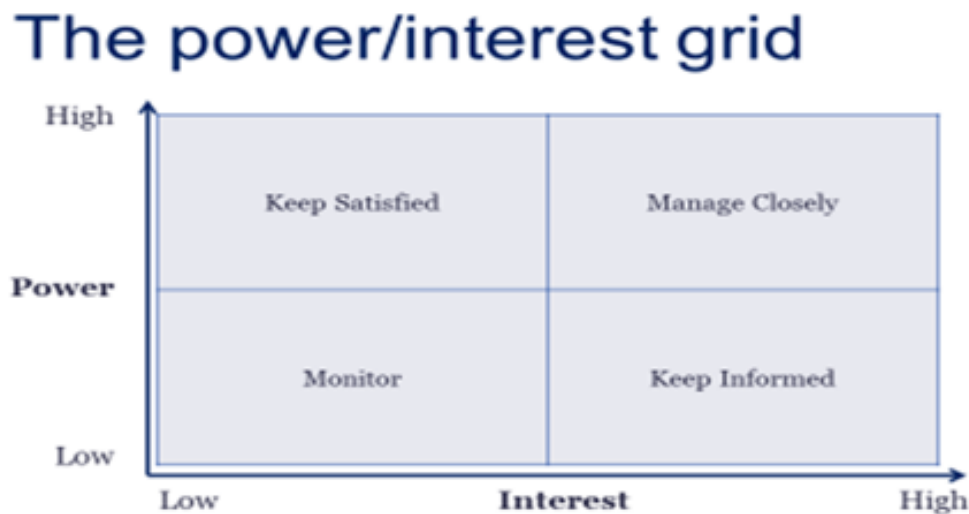 The power/interest grid
High
Keep Satisfied Manage Closely
Power
Monitor Keep Informed
Low
Low Interest High